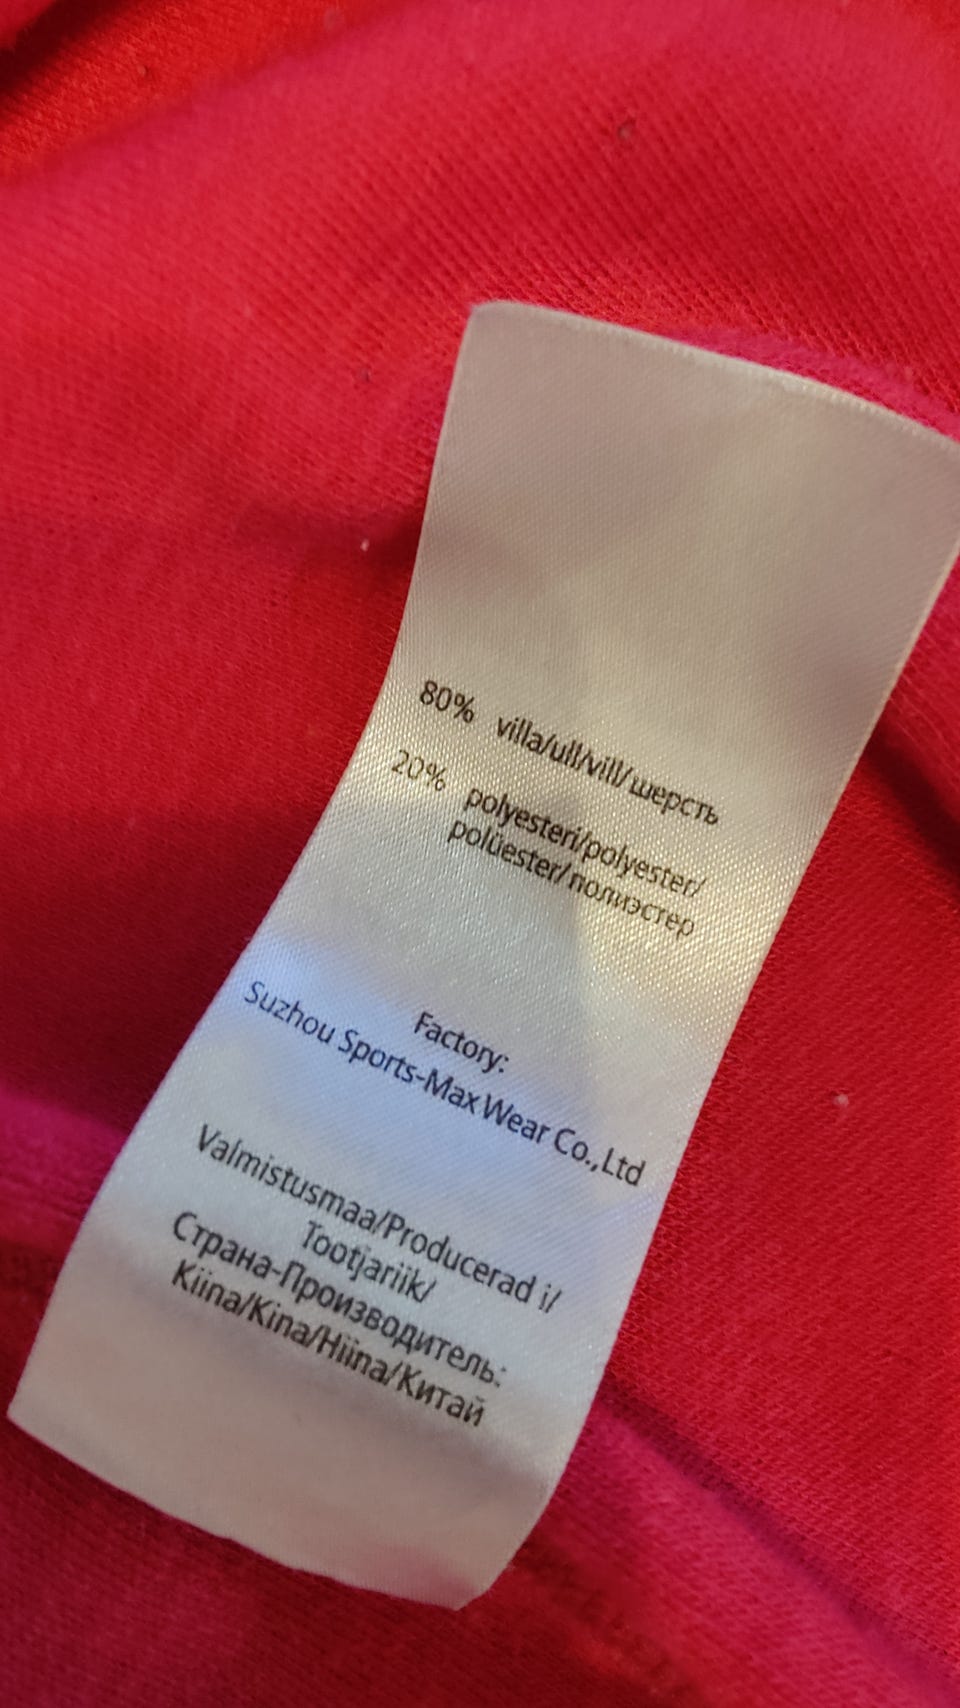 80% villa/ull/vill/шерсть
20% polyesteri/polyester/
polüester/полиэстер
Factory:
Suzhou Sports-Max Wear Co.,Ltd
Valmistusmaa/Producerad i/
Tootjariik/
Страна-Производитель:
Kiina/Kina/Hiina/Китай